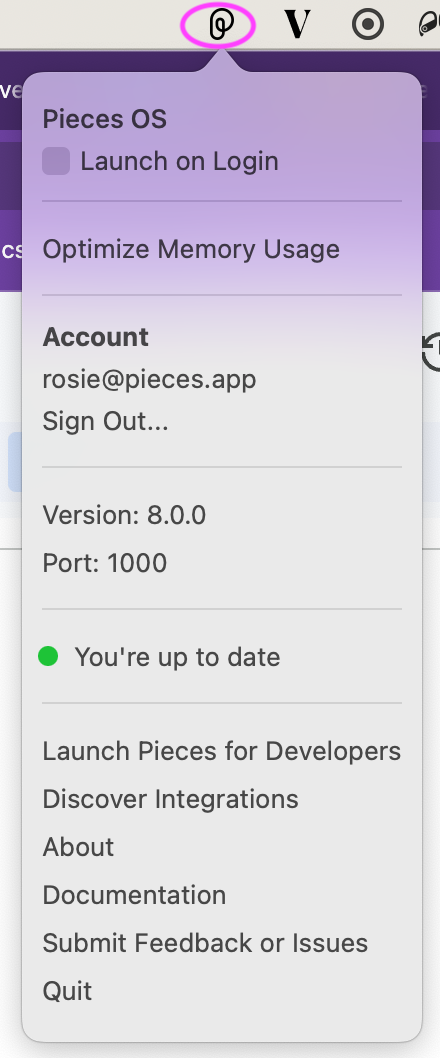 V
Pieces OS
Launch on Login
Optimize Memory Usage
Account
rosie@pieces.app
Sign Out...
Version: 8.0.0
Port: 1000
You're up to date
Launch Pieces for Developers
Discover Integrations
About
Documentation
Submit Feedback or Issues
Quit